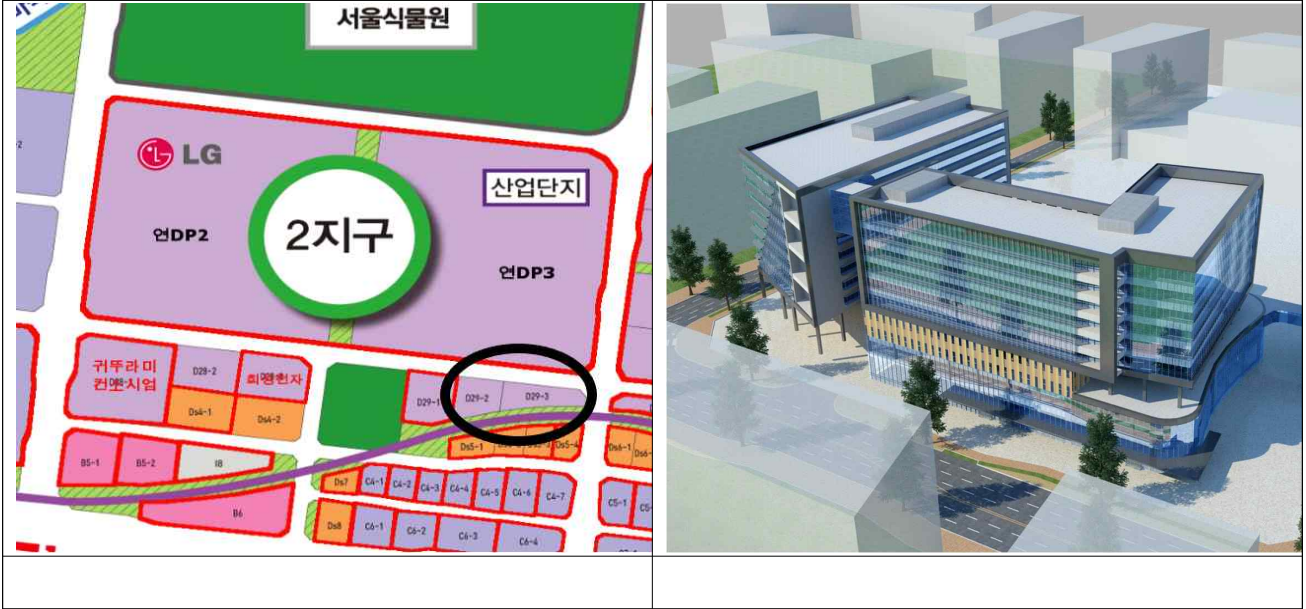 서울식물원
LG
산업단지
연DP2
2지구
연DP3
귀뚜라미
컨소시엄
D28-2
희성전자
Ds4-1
Ds4-2
D29-1
D29-2
D29-3
Ds5-1
Ds5-4
Ds6-1
B5-1
B5-2
Ds7
C4-1
C4-2
C4-3
C4-4
C4-5
C4-6
C4-7
C5-1
B6
Ds8
C6-1
C6-2
C6-3
C6-4